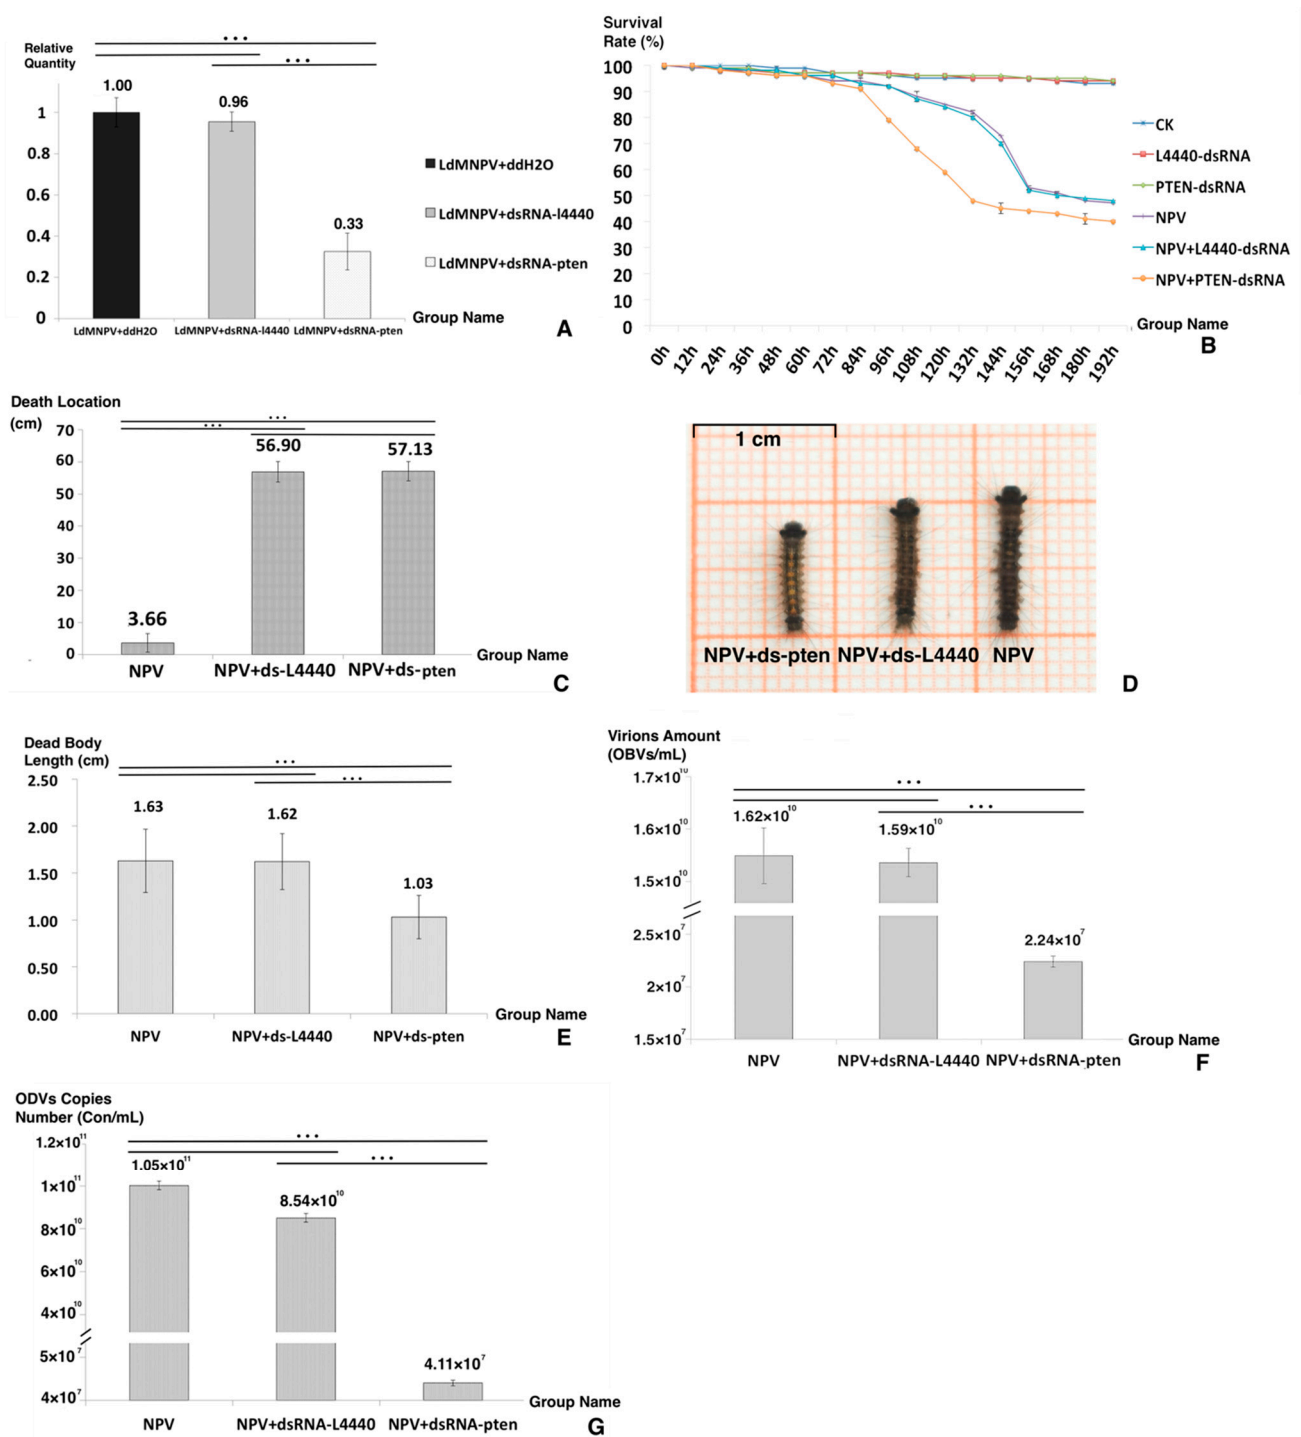 Relative
Quantity
1.00
0.96
0.33
1
0.8
0.6
0.4
0.2
0
LdMNPV+ddH2O
LdMNPV+dsRNA-l4440
LdMNPV+dsRNA-pten
LdMNPV+ddH2O LdMNPV+dsRNA-l4440 LdMNPV+dsRNA-pten
Group Name
A
Survival
Rate (%)
100
90
80
70
60
50
40
30
20
10
0
0h 12h 24h 36h 48h 60h 72h 84h 96h 108h 120h 132h 144h 156h 168h 180h 192h
CK
L4440-dsRNA
PTEN-dsRNA
NPV
NPV+L4440-dsRNA
NPV+PTEN-dsRNA
Group Name
B
Death Location
(cm)
70
60
50
40
30
20
10
0
3.66
56.90
57.13
NPV NPV+ds-L4440 NPV+ds-pten
Group Name
C
1 cm
NPV+ds-pten NPV+ds-L4440 NPV
D
Dead Body
Length (cm)
2.50
2.00
1.50
1.00
0.50
0.00
1.63
1.62
1.03
NPV NPV+ds-L4440 NPV+ds-pten
Group Name
E
Virions Amount
(OBVs/mL)
1.7×10¹⁰
1.6×10¹⁰
1.5×10¹⁰
2.5×10⁷
2×10⁷
1.5×10⁷
1.62×10¹⁰
1.59×10¹⁰
2.24×10⁷
NPV NPV+dsRNA-L4440 NPV+dsRNA-pten
Group Name
F
ODVs Copies
Number (Con/mL)
1.2×10¹¹
1×10¹¹
8×10¹⁰
6×10¹⁰
4×10¹⁰
5×10⁷
4×10⁷
1.05×10¹¹
8.54×10¹⁰
4.11×10⁷
NPV NPV+dsRNA-L4440 NPV+dsRNA-pten
Group Name
G